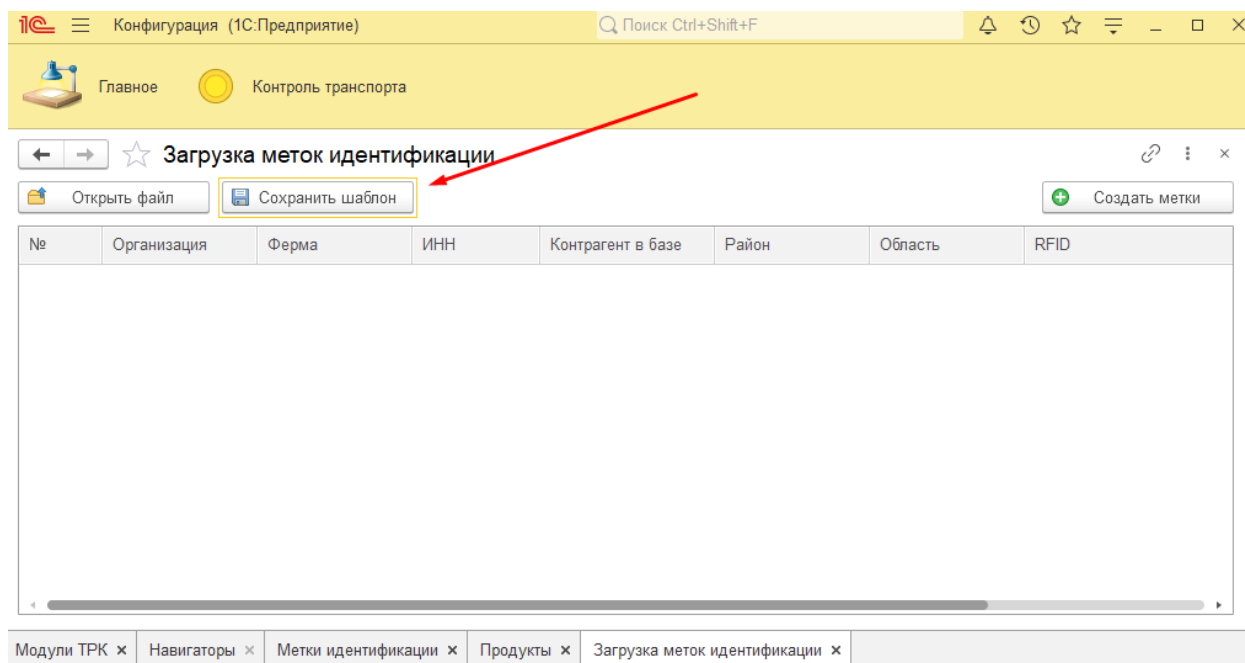 1С Конфигурация (1С:Предприятие) Поиск Ctrl+Shift+F
Главное Контроль транспорта
Загрузка меток идентификации
Открыть файл Сохранить шаблон Создать метки
№ Организация Ферма ИНН Контрагент в базе Район Область RFID
Модули ТРК Навигаторы Метки идентификации Продукты Загрузка меток идентификации